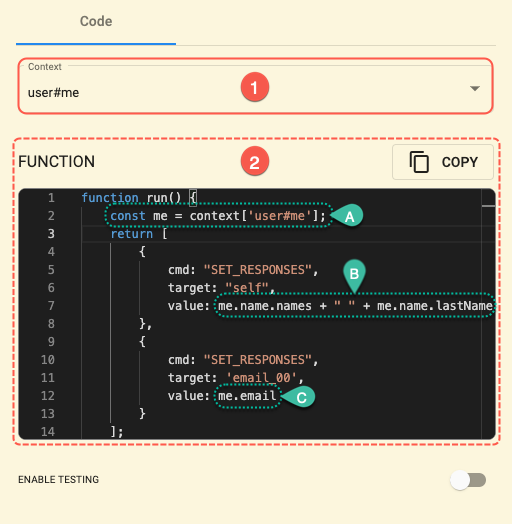 Code
Context
user#me
1
2
FUNCTION
COPY
1 function run() {
2 const me = context['user#me'];
A
3 return [
4 {
5 cmd: "SET_RESPONSES",
6 target: "self",
B
7 value: me.name.names + " " + me.name.lastName
8 },
9 {
10 cmd: "SET_RESPONSES",
11 target: 'email_00',
12 value: me.email
C
13 }
14 ];
ENABLE TESTING